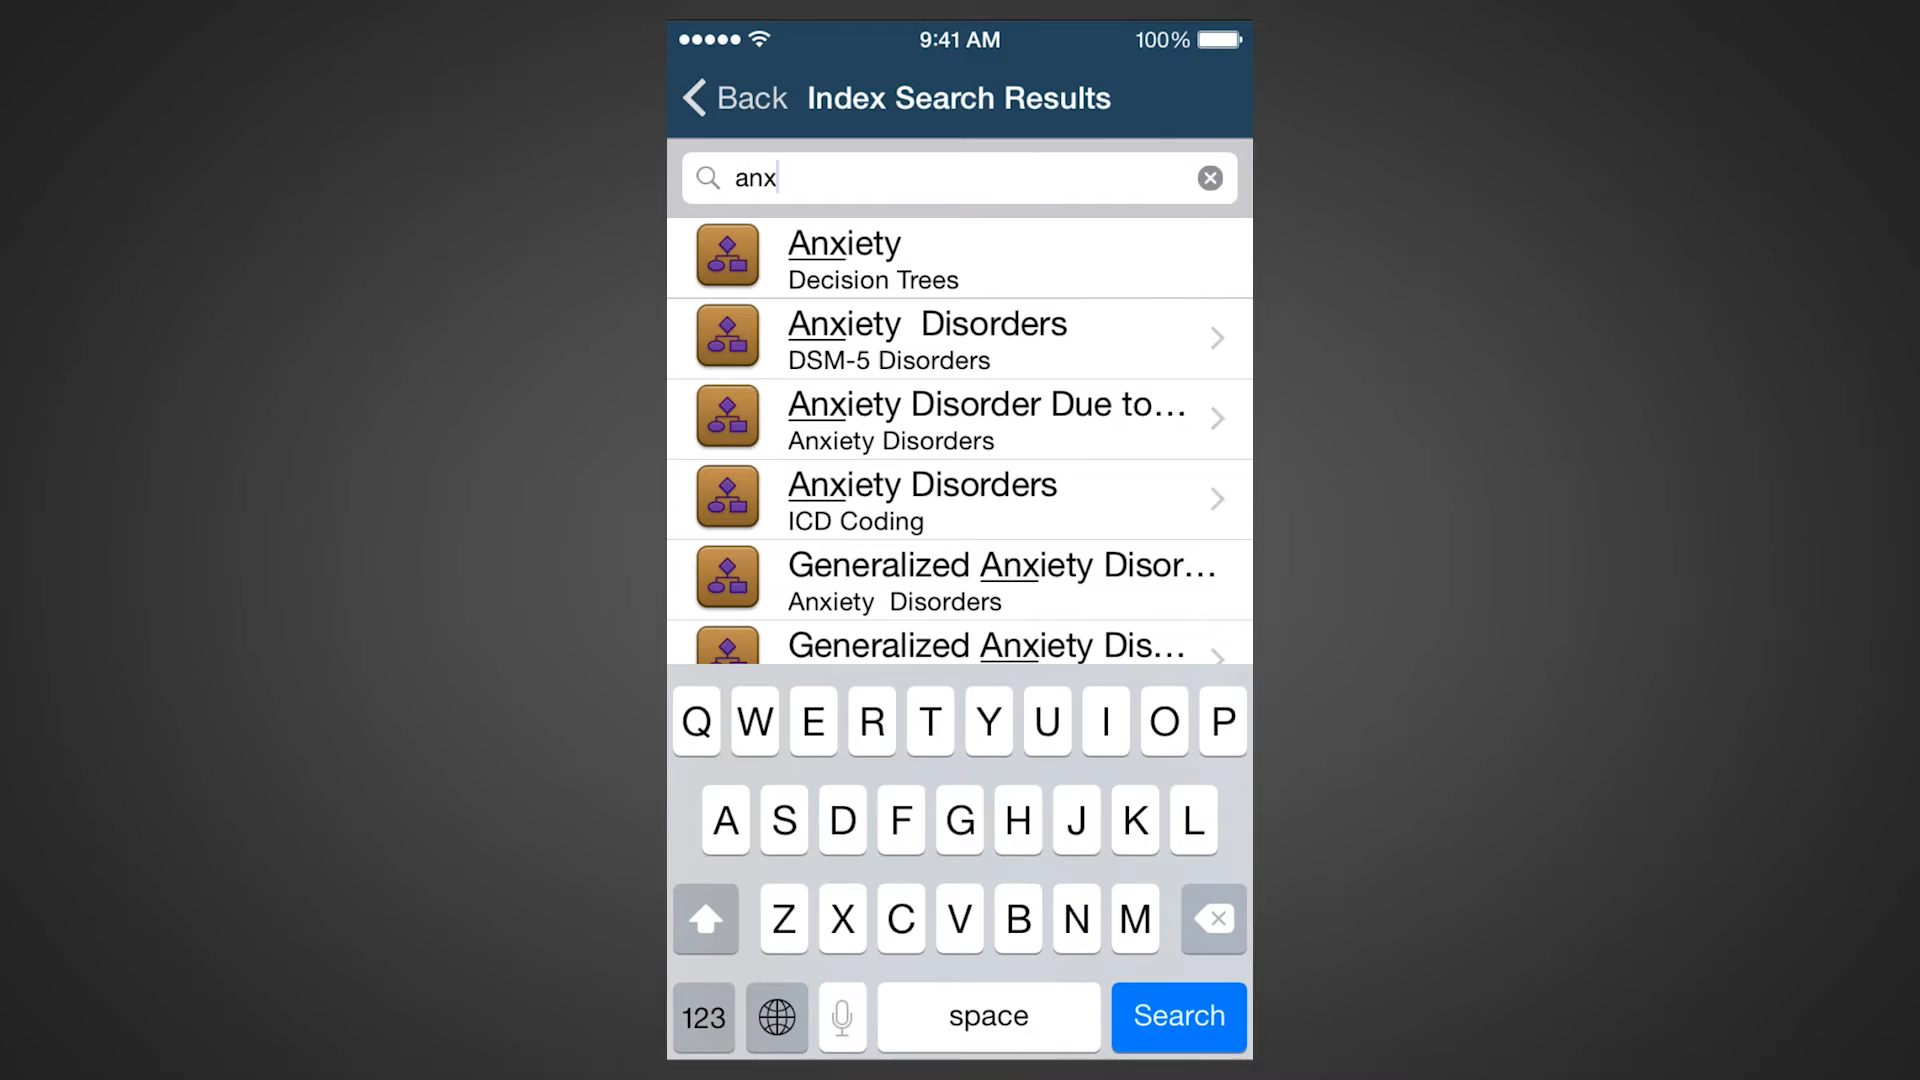 9:41 AM 100%
Back Index Search Results
anx
Anxiety
Decision Trees
Anxiety  Disorders
DSM-5 Disorders
Anxiety Disorder Due to…
Anxiety Disorders
Anxiety Disorders
ICD Coding
Generalized Anxiety Disor…
Anxiety  Disorders
Generalized Anxiety Dis…
Q W E R T Y U I O P
A S D F G H J K L
Z X C V B N M
123 space Search